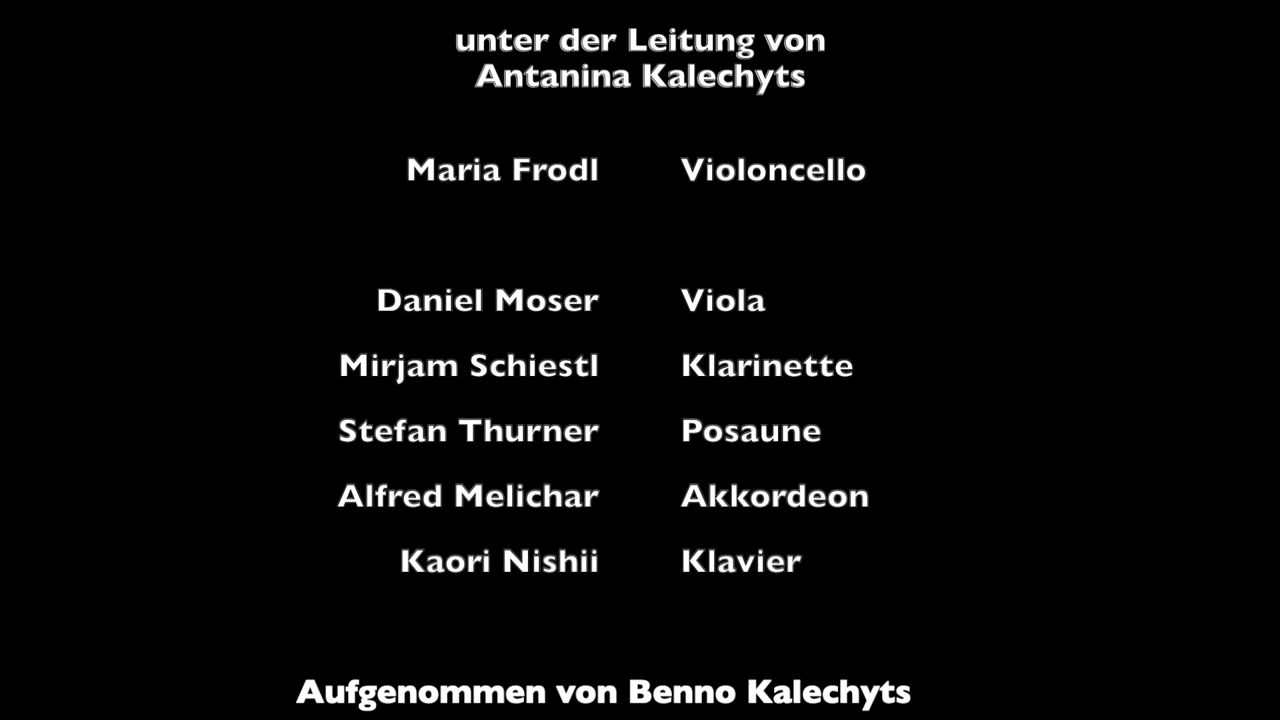 unter der Leitung von
Antanina Kalechyts
Maria Frodl Violoncello
Daniel Moser Viola
Mirjam Schiestl Klarinette
Stefan Thurner Posaune
Alfred Melichar Akkordeon
Kaori Nishii Klavier
Aufgenommen von Benno Kalechyts